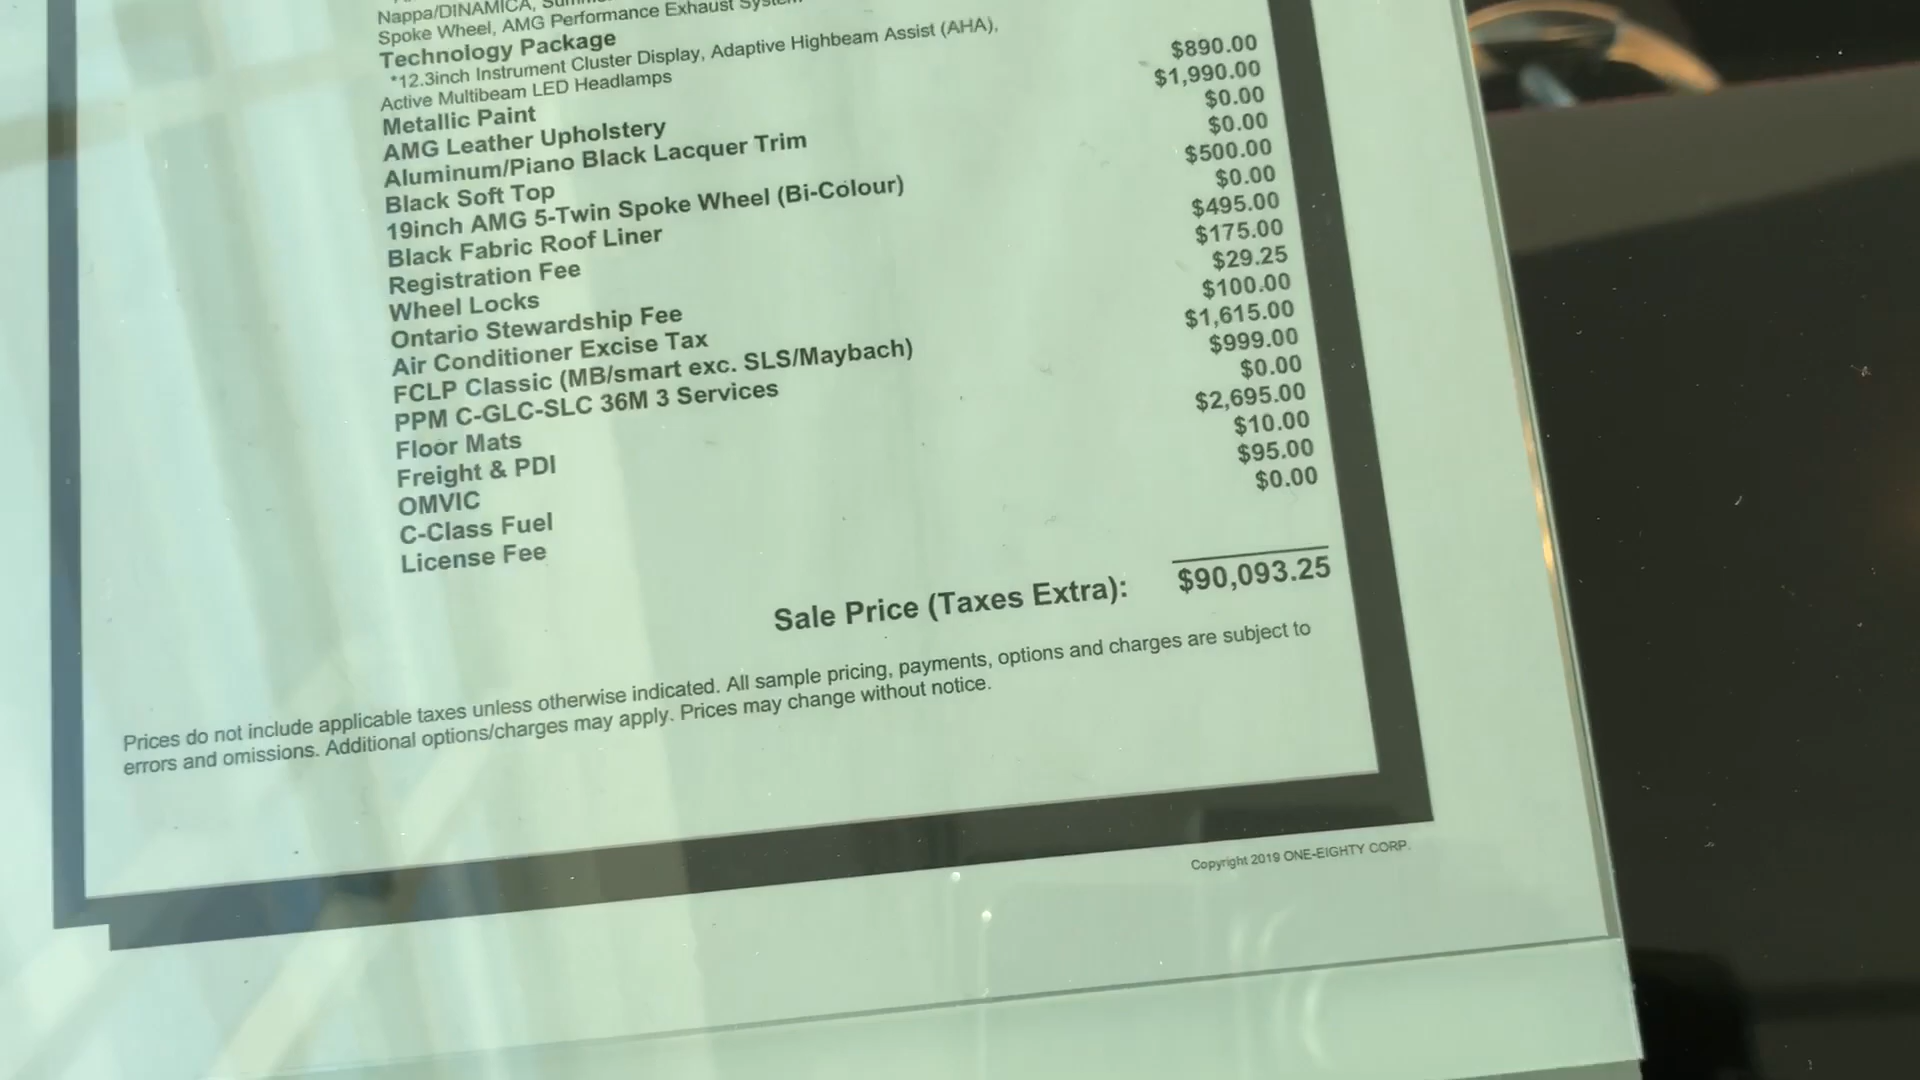 Nappa/DINAMICA,
Spoke Wheel, AMG Performance Exhaust System
Technology Package
*12.3inch Instrument Cluster Display, Adaptive Highbeam Assist (AHA),
Active Multibeam LED Headlamps
Metallic Paint $890.00
AMG Leather Upholstery $1,990.00
Aluminum/Piano Black Lacquer Trim $0.00
Black Soft Top $0.00
19inch AMG 5-Twin Spoke Wheel (Bi-Colour) $500.00
Black Fabric Roof Liner $0.00
Registration Fee $495.00
Wheel Locks $175.00
Ontario Stewardship Fee $29.25
Air Conditioner Excise Tax $100.00
FCLP Classic (MB/smart exc. SLS/Maybach) $1,615.00
PPM C-GLC-SLC 36M 3 Services $999.00
Floor Mats $0.00
Freight & PDI $2,695.00
OMVIC $10.00
C-Class Fuel $95.00
License Fee $0.00
Sale Price (Taxes Extra): $90,093.25
Prices do not include applicable taxes unless otherwise indicated. All sample pricing, payments, options and charges are subject to
errors and omissions. Additional options/charges may apply. Prices may change without notice.
Copyright 2019 ONE-EIGHTY CORP.